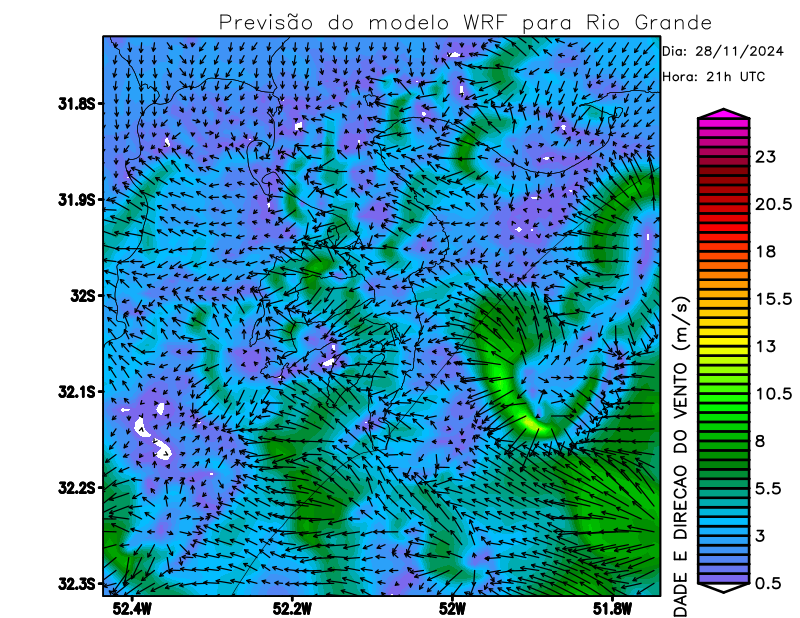 Previsão do modelo WRF para Rio Grande
Dia: 28/11/2024
Hora: 21h UTC
31.8S
31.9S
32S
32.1S
32.2S
32.3S
52.4W
52.2W
52W
51.8W
23
20.5
18
15.5
13
10.5
8
5.5
3
0.5
DADE E DIRECAO DO VENTO (m/s)